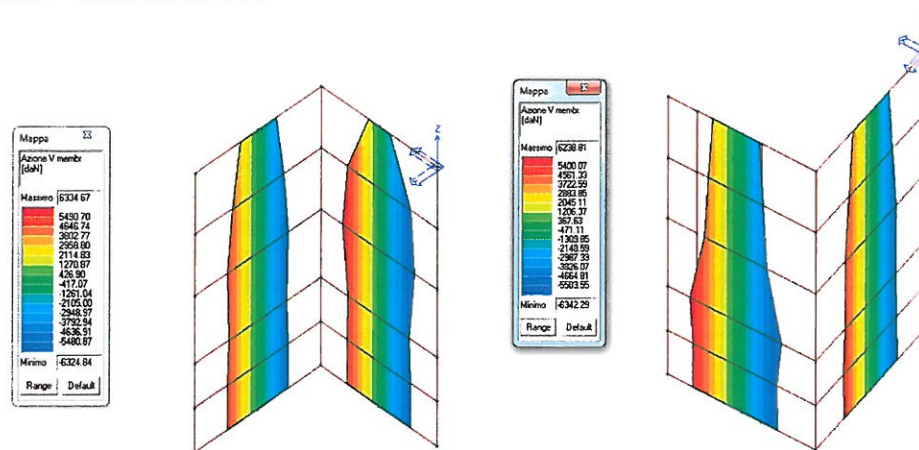 Mappa
Azione V membr
[daN]
Massimo 6334.67
5490.70
4646.74
3802.77
2958.80
2114.83
1270.87
426.90
-417.07
-1261.04
-2105.00
-2948.97
-3792.94
-4636.91
-5480.87
Minimo -6324.84
Range Default
z
Mappa
Azione V membr
[daN]
Massimo 6238.81
5400.07
4561.33
3722.59
2883.85
2045.11
1206.37
367.63
-471.11
-1309.85
-2148.59
-2987.33
-3826.07
-4664.81
-5503.55
Minimo -6342.29
Range Default